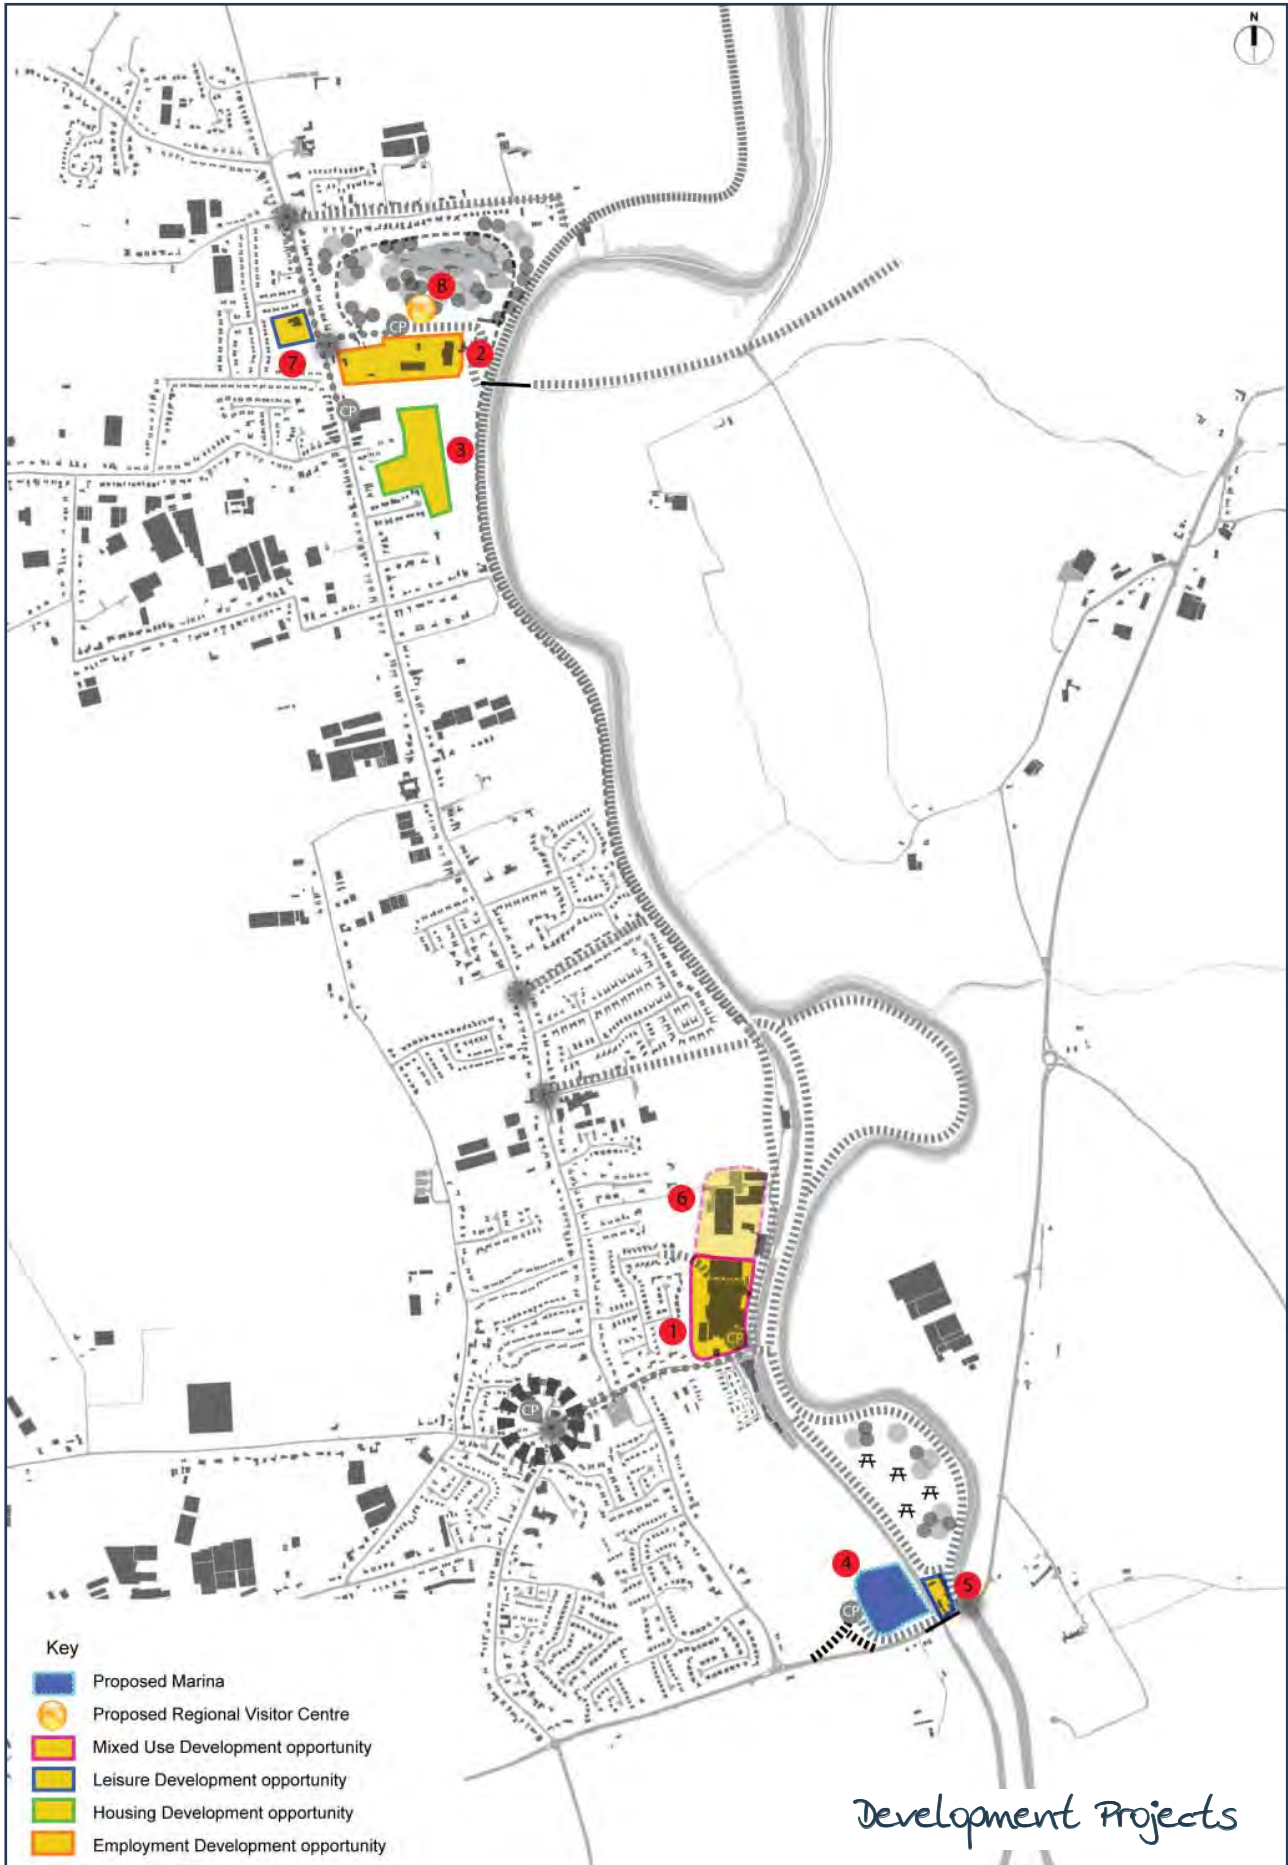 N
8
CP
2
7
CP
3
6
1
CP
CP
4
5
CP
Key
Proposed Marina
Proposed Regional Visitor Centre
Mixed Use Development opportunity
Leisure Development opportunity
Housing Development opportunity
Employment Development opportunity
Development Projects